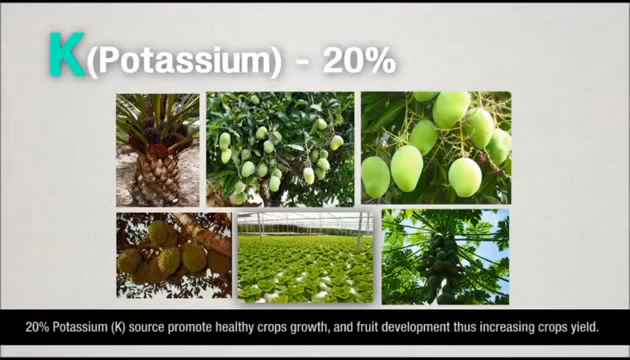 K (Potassium) - 20%
20% Potassium (K) source promote healthy crops growth, and fruit development thus increasing crops yield.